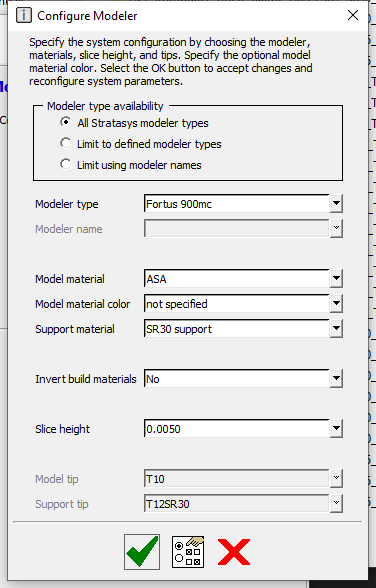 Configure Modeler
Specify the system configuration by choosing the modeler,
materials, slice height, and tips. Specify the optional model
material color. Select the OK button to accept changes and
reconfigure system parameters.
Modeler type availability
All Stratasys modeler types
Limit to defined modeler types
Limit using modeler names
Modeler type Fortus 900mc
Modeler name
Model material ASA
Model material color not specified
Support material SR30 support
Invert build materials No
Slice height 0.0050
Model tip T10
Support tip T12SR30